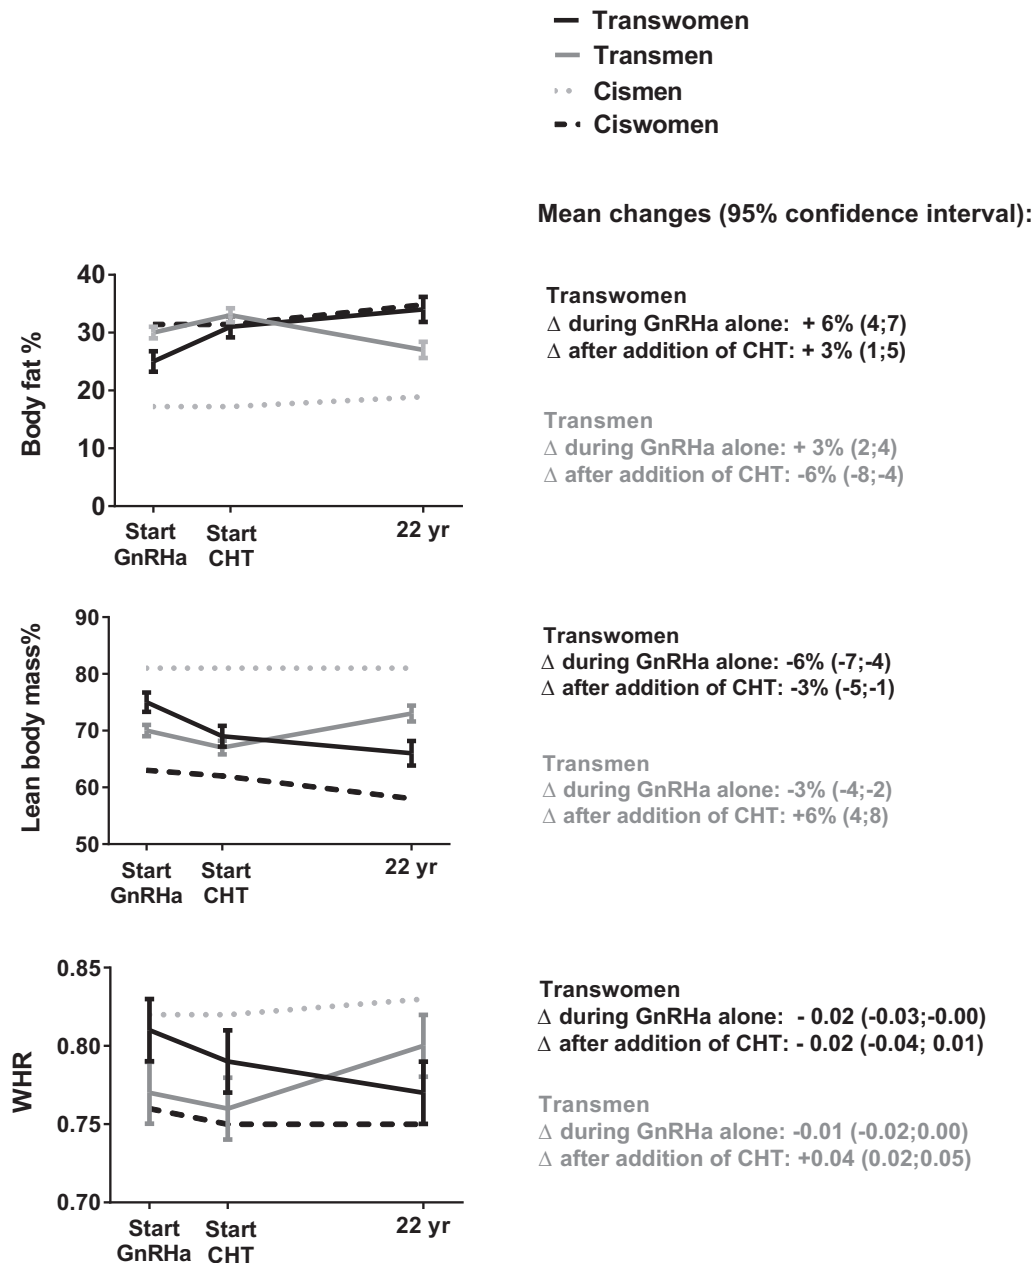 Transwomen
Transmen
Cismen
Ciswomen
Mean changes (95% confidence interval):
Body fat %
40
30
20
10
0
Start
GnRHa
Start
CHT
22 yr
Transwomen
Δ during GnRHa alone: + 6% (4;7)
Δ after addition of CHT: + 3% (1;5)
Transmen
Δ during GnRHa alone: + 3% (2;4)
Δ after addition of CHT: -6% (-8;-4)
Lean body mass%
90
80
70
60
50
Start
GnRHa
Start
CHT
22 yr
Transwomen
Δ during GnRHa alone: -6% (-7;-4)
Δ after addition of CHT: -3% (-5;-1)
Transmen
Δ during GnRHa alone: -3% (-4;-2)
Δ after addition of CHT: +6% (4;8)
WHR
0.85
0.80
0.75
0.70
Start
GnRHa
Start
CHT
22 yr
Transwomen
Δ during GnRHa alone: - 0.02 (-0.03;-0.00)
Δ after addition of CHT: - 0.02 (-0.04; 0.01)
Transmen
Δ during GnRHa alone: -0.01 (-0.02;0.00)
Δ after addition of CHT: +0.04 (0.02;0.05)